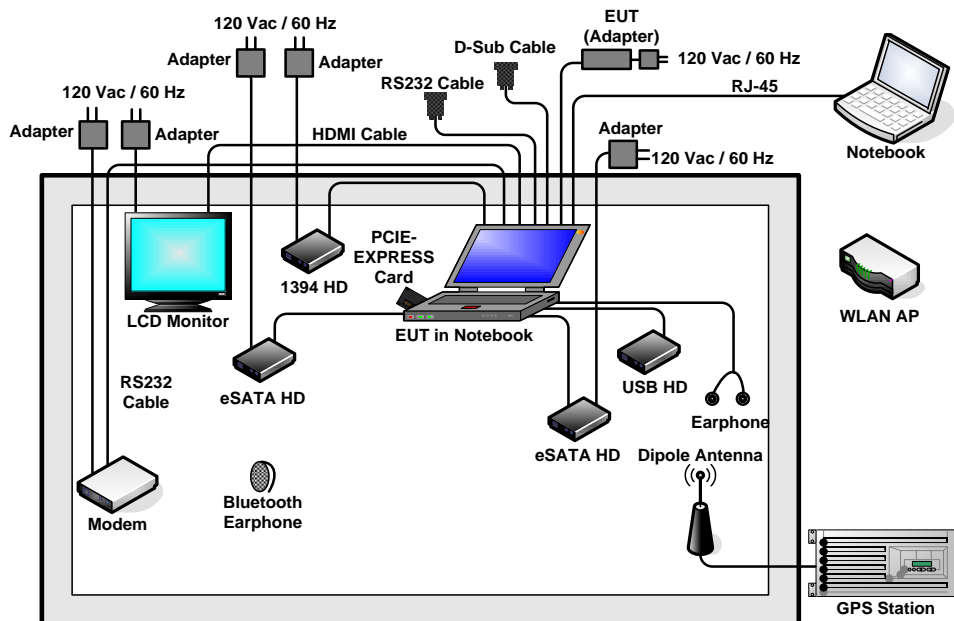 120 Vac / 60 Hz
Adapter
Adapter
120 Vac / 60 Hz
Adapter
Adapter
HDMI Cable
RS232 Cable
D-Sub Cable
EUT
(Adapter)
120 Vac / 60 Hz
RJ-45
Notebook
Adapter
120 Vac / 60 Hz
LCD Monitor
1394 HD
PCIE-
EXPRESS
Card
EUT in Notebook
WLAN AP
RS232
Cable
eSATA HD
USB HD
eSATA HD
Earphone
Dipole Antenna
Modem
Bluetooth
Earphone
GPS Station